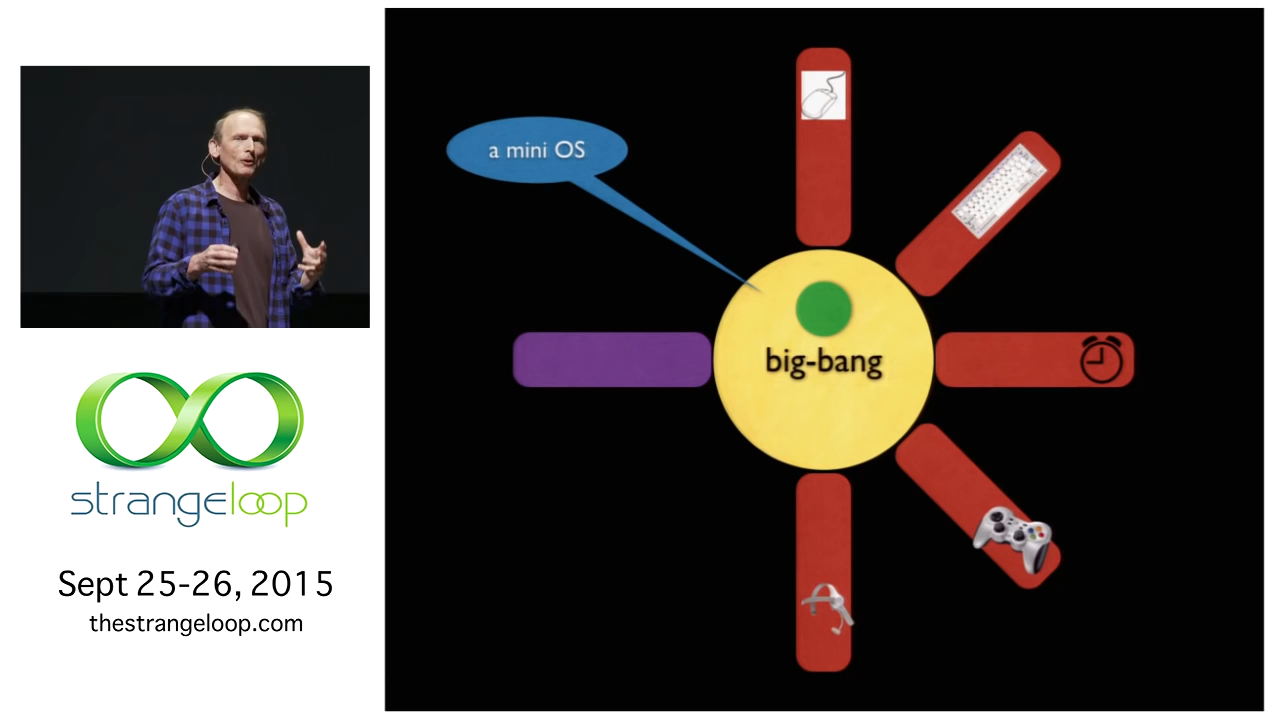 strangeloop
Sept 25-26, 2015
thestrangeloop.com
a mini OS
big-bang